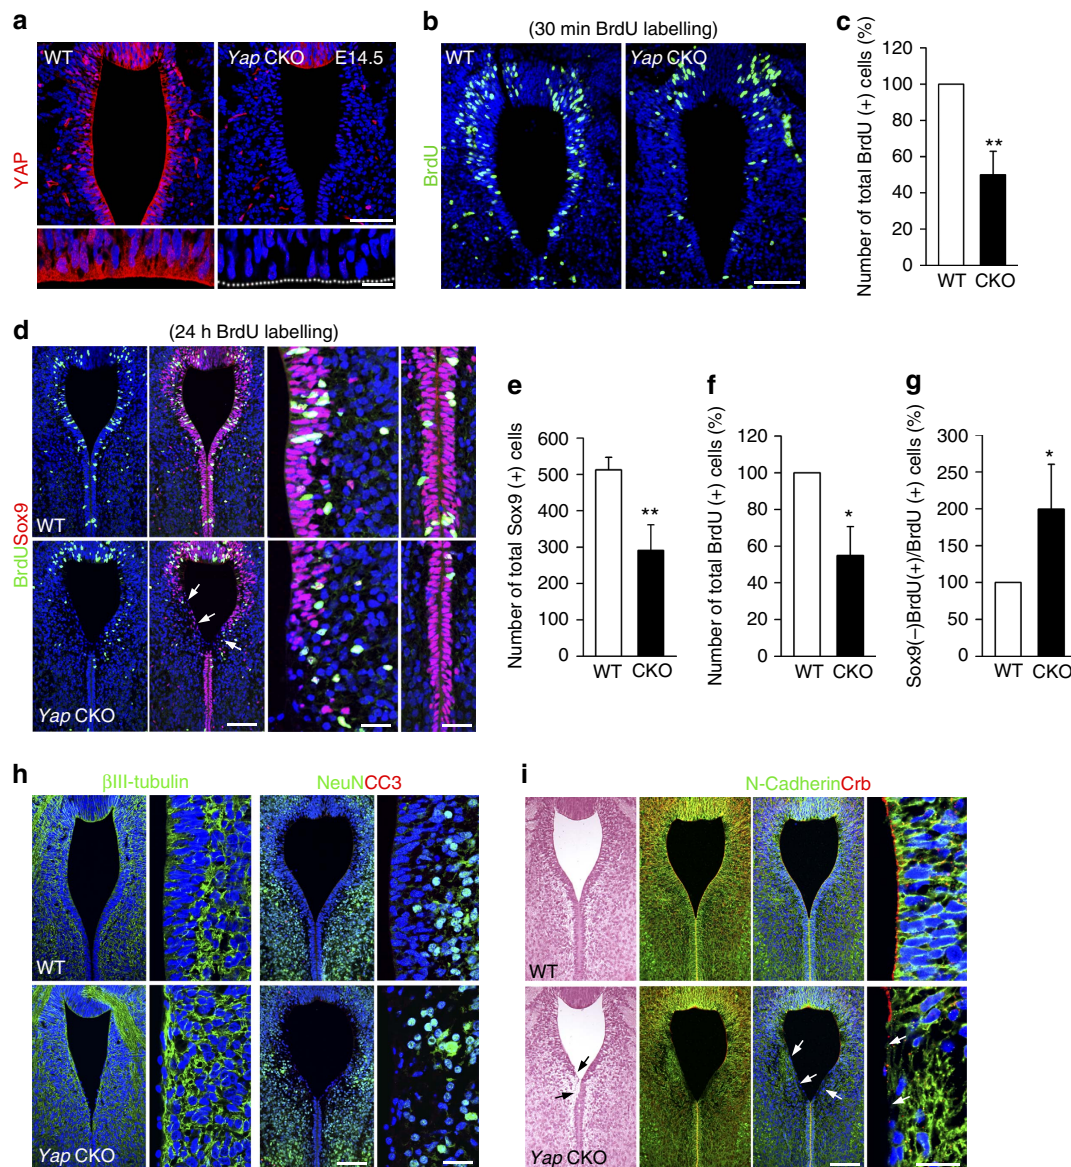 a
WT
Yap CKO
E14.5
YAP
b
(30 min BrdU labelling)
WT
Yap CKO
BrdU
c
Number of total BrdU (+) cells (%)
120
100
80
60
40
20
0
**
WT
CKO
d
(24 h BrdU labelling)
BrdUSox9
WT
Yap CKO
e
Number of total Sox9 (+) cells
600
500
400
300
200
100
0
**
WT
CKO
f
Number of total BrdU (+) cells (%)
120
100
80
60
40
20
0
*
WT
CKO
g
Sox9(–)BrdU(+)/BrdU (+) cells (%)
300
250
200
150
100
50
0
*
WT
CKO
h
βIII-tubulin
NeuNCC3
WT
Yap CKO
i
N-CadherinCrb
WT
Yap CKO